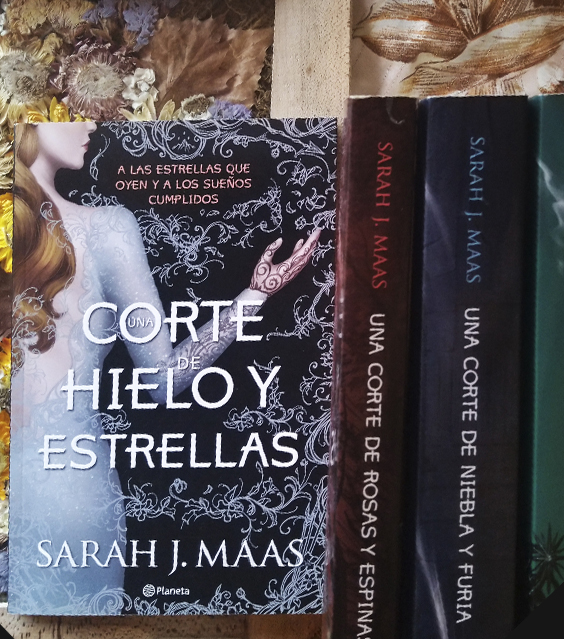 A LAS ESTRELLAS QUE
OYEN Y A LOS SUEÑOS
CUMPLIDOS
UNA
CORTE
DE
HIELO Y
ESTRELLAS
SARAH J. MAAS
Planeta
SARAH J. MAAS UNA CORTE DE ROSAS Y ESPINA
SARAH J. MAAS UNA CORTE DE NIEBLA Y FURIA